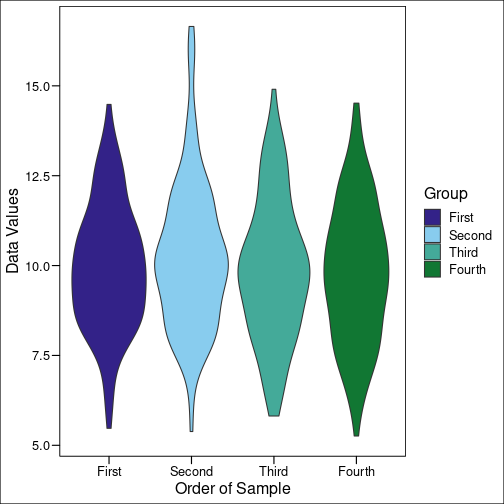 Data Values
15.0
12.5
10.0
7.5
5.0
First Second Third Fourth
Order of Sample
Group
First
Second
Third
Fourth